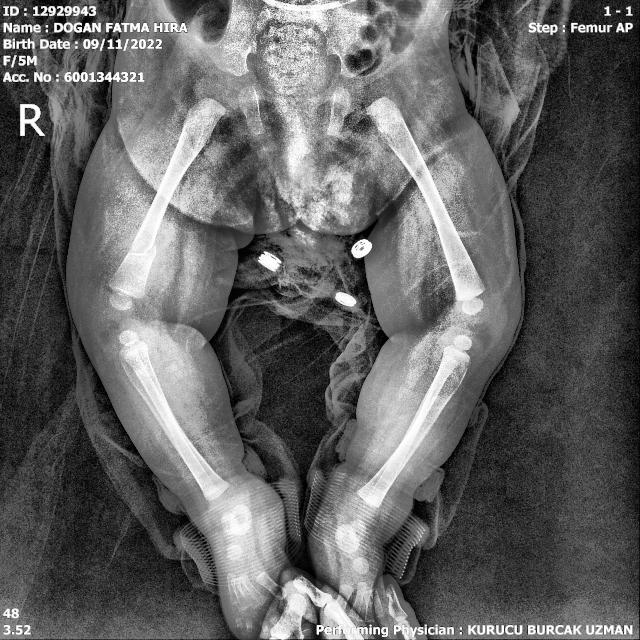 ID : 12929943
Name : DOGAN FATMA HIRA
Birth Date : 09/11/2022
F/5M
Acc. No : 6001344321
1 - 1
Step : Femur AP
R
48
3.52
Performing Physician : KURUCU BURCAK UZMAN